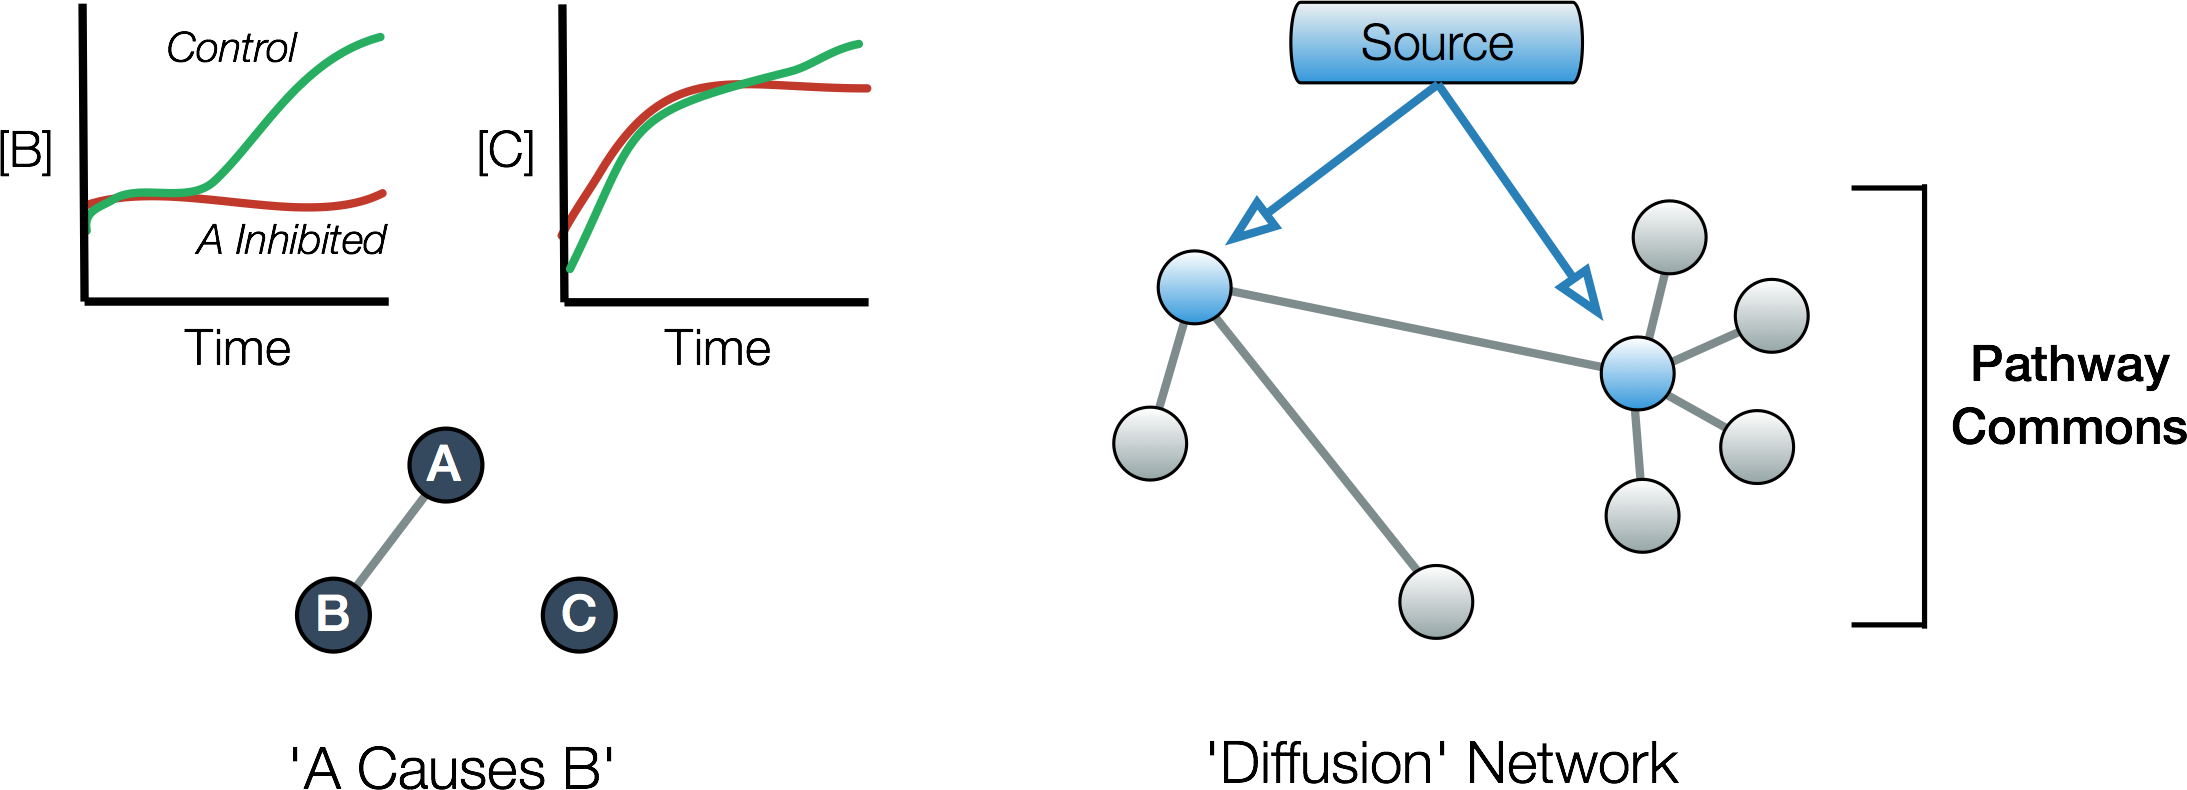 Control
[B]
A Inhibited
Time
[C]
Time
A
B
C
'A Causes B'
Source
Pathway
Commons
'Diffusion' Network